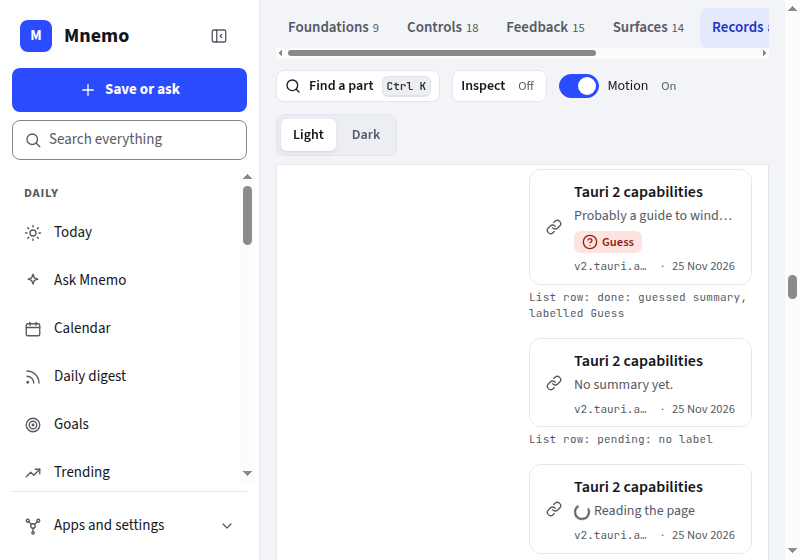 M Mnemo
Save or ask
Search everything
DAILY
Today
Ask Mnemo
Calendar
Daily digest
Goals
Trending
Apps and settings
Foundations 9 Controls 18 Feedback 15 Surfaces 14 Records
Find a part Ctrl K Inspect Off Motion On
Light Dark
Tauri 2 capabilities
Probably a guide to wind…
Guess
v2.tauri.a… · 25 Nov 2026
List row: done: guessed summary,
labelled Guess
Tauri 2 capabilities
No summary yet.
v2.tauri.a… · 25 Nov 2026
List row: pending: no label
Tauri 2 capabilities
Reading the page
v2.tauri.a… · 25 Nov 2026